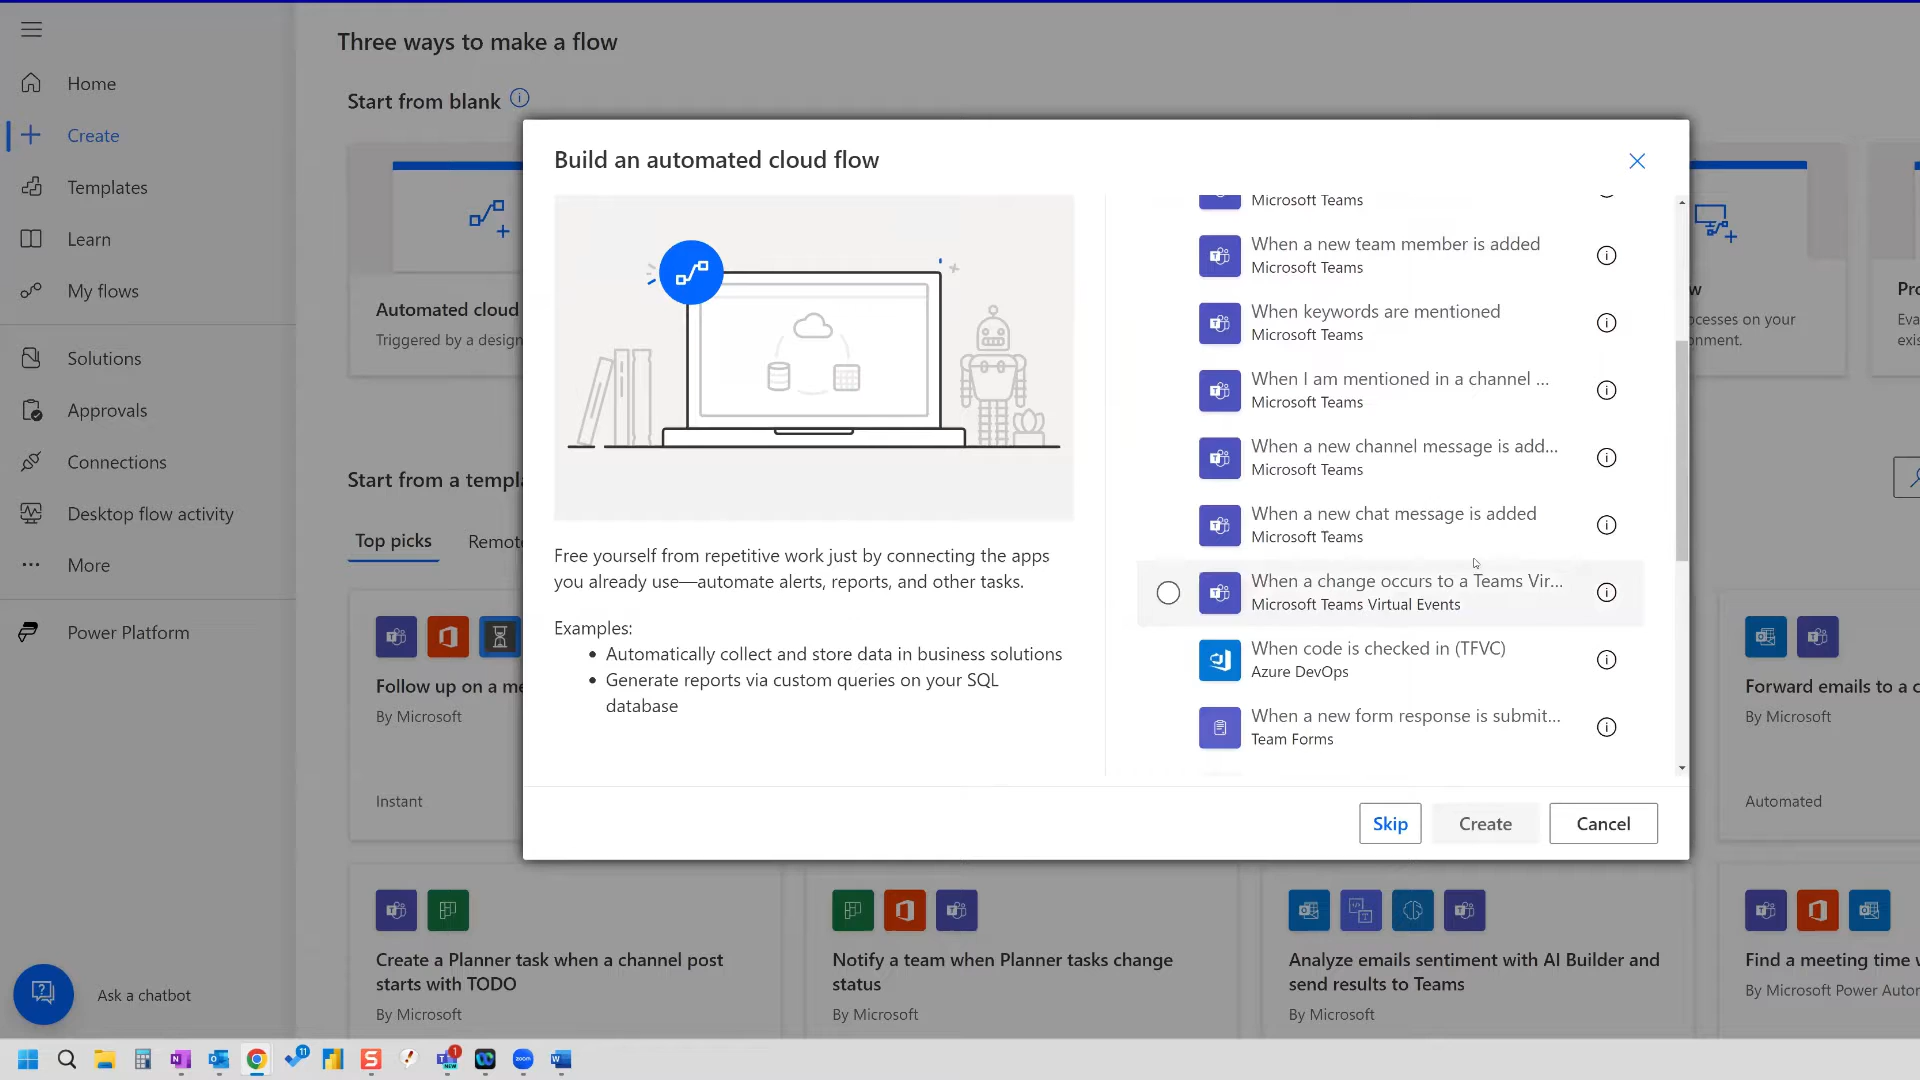 Three ways to make a flow
Home
Create
Templates
Learn
My flows
Solutions
Approvals
Connections
Desktop flow activity
More
Power Platform
Ask a chatbot
Start from blank
Automated cloud
Triggered by a design
w
ocesses on your
onment.
Pro
Eva
exis
Start from a templa
Top picks
Remot
Follow up on a me
By Microsoft
Instant
Forward emails to a c
By Microsoft
Automated
Create a Planner task when a channel post
starts with TODO
By Microsoft
Notify a team when Planner tasks change
status
By Microsoft
Analyze emails sentiment with AI Builder and
send results to Teams
By Microsoft
Find a meeting time w
By Microsoft Power Autor
Build an automated cloud flow
Free yourself from repetitive work just by connecting the apps
you already use—automate alerts, reports, and other tasks.
Examples:
• Automatically collect and store data in business solutions
• Generate reports via custom queries on your SQL
database
Microsoft Teams
When a new team member is added
Microsoft Teams
When keywords are mentioned
Microsoft Teams
When I am mentioned in a channel ...
Microsoft Teams
When a new channel message is add...
Microsoft Teams
When a new chat message is added
Microsoft Teams
When a change occurs to a Teams Vir...
Microsoft Teams Virtual Events
When code is checked in (TFVC)
Azure DevOps
When a new form response is submit...
Team Forms
Skip
Create
Cancel
11
1
NEW
zoom